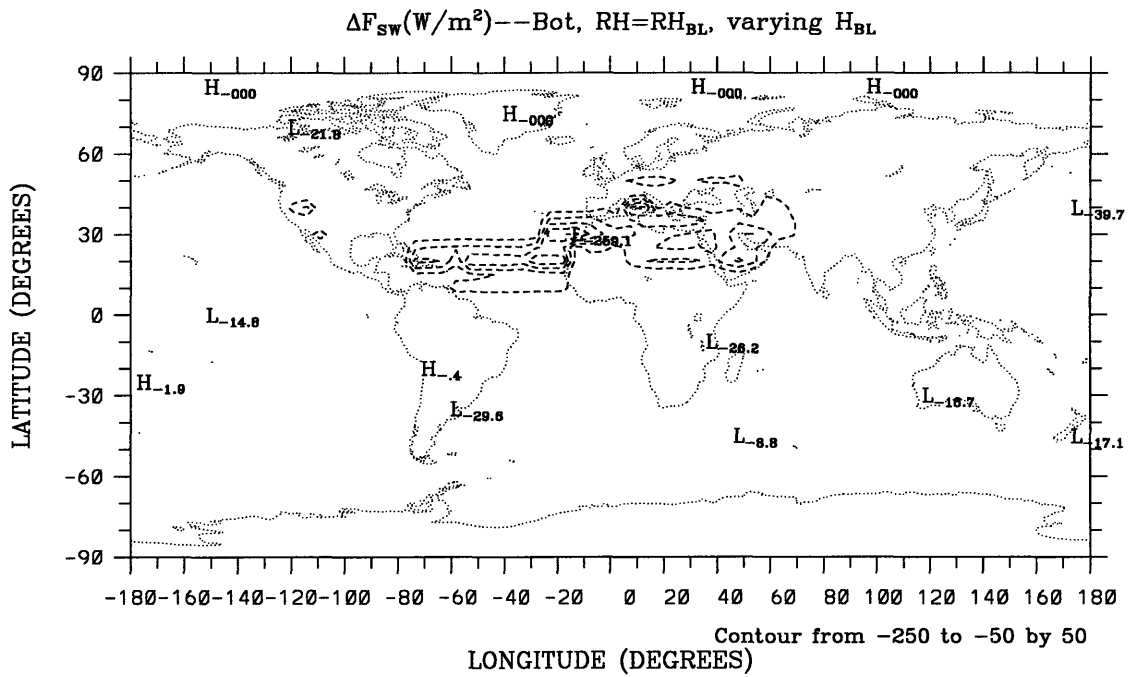 ΔF_SW(W/m²)--Bot, RH=RH_BL, varying H_BL
90
60
30
0
-30
-60
-90
LATITUDE (DEGREES)
H-000
H-000
H-000
H-000
L-21.8
L-39.7
L-259.1
L-14.8
L-26.2
H-.4
H-1.9
L-29.6
L-16.7
L-8.8
L-17.1
-180 -160 -140 -120 -100 -80 -60 -40 -20 0 20 40 60 80 100 120 140 160 180
Contour from -250 to -50 by 50
LONGITUDE (DEGREES)